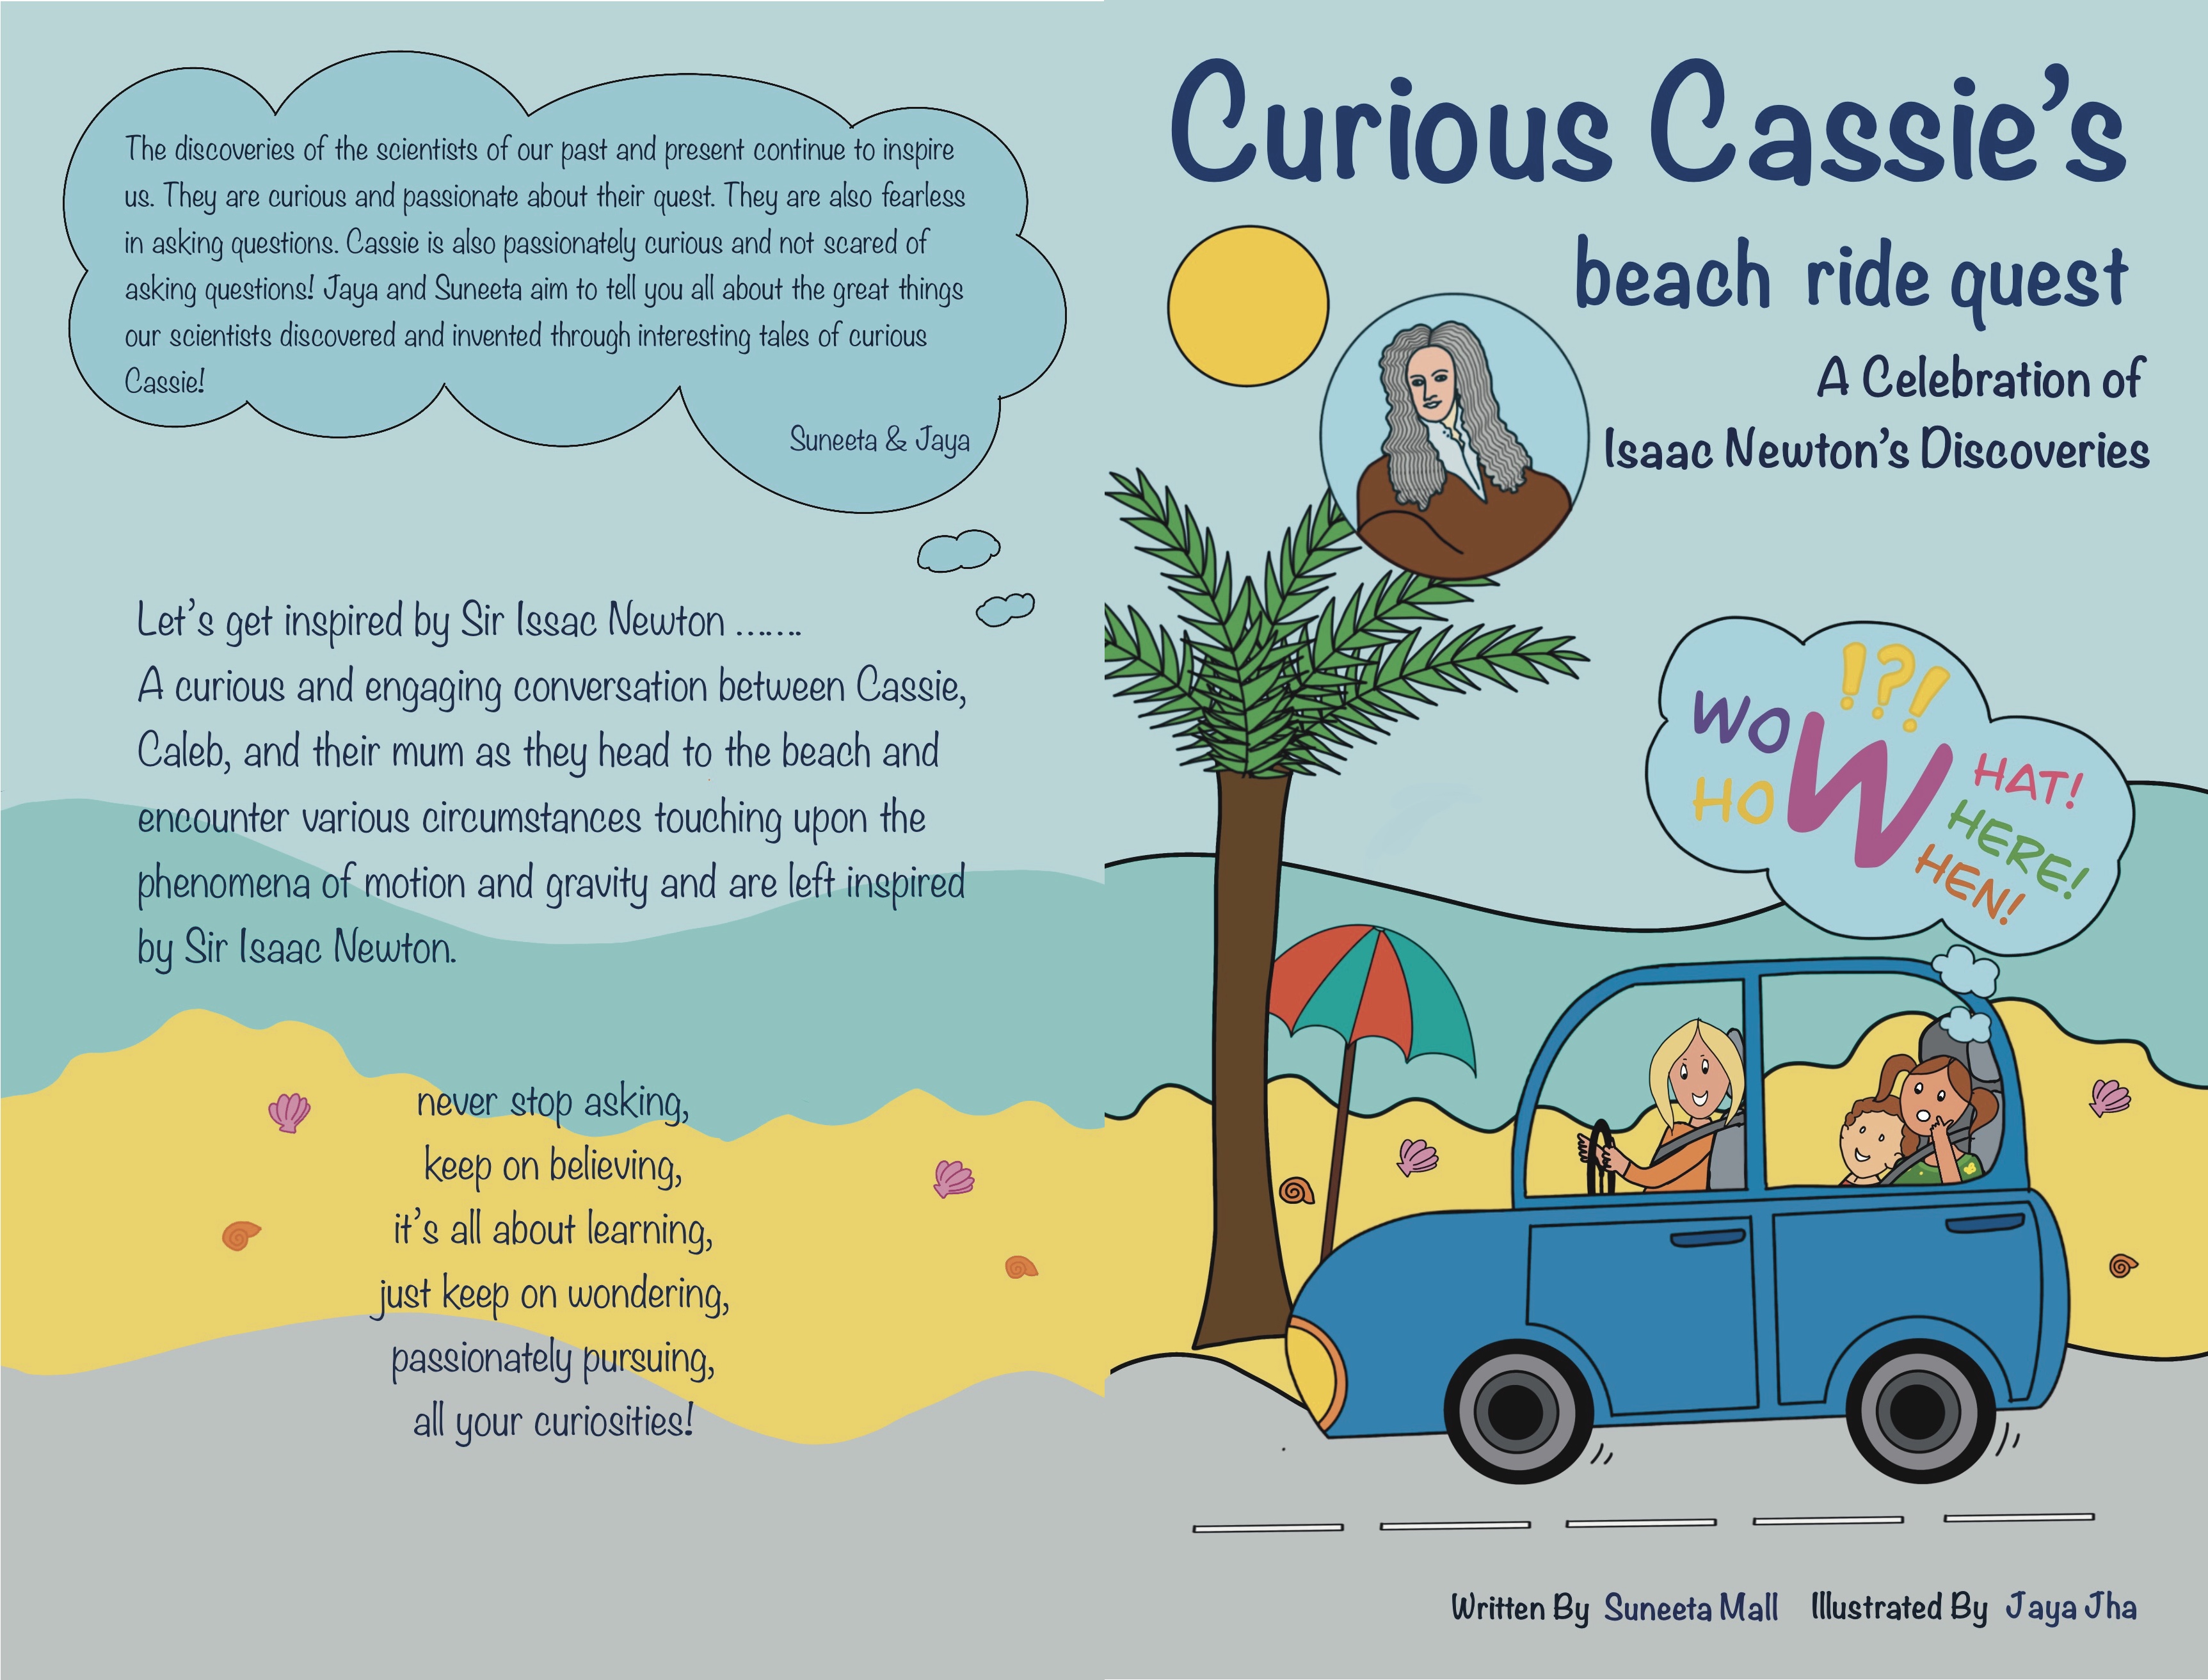 The discoveries of the scientists of our past and present continue to inspire
us. They are curious and passionate about their quest. They are also fearless
in asking questions. Cassie is also passionately curious and not scared of
asking questions! Jaya and Suneeta aim to tell you all about the great things
our scientists discovered and invented through interesting tales of curious
Cassie!
Suneeta & Jaya
Let's get inspired by Sir Issac Newton .......
A curious and engaging conversation between Cassie,
Caleb, and their mum as they head to the beach and
encounter various circumstances touching upon the
phenomena of motion and gravity and are left inspired
by Sir Isaac Newton.
never stop asking,
keep on believing,
it's all about learning,
just keep on wondering,
passionately pursuing,
all your curiosities!
Curious Cassie's
beach ride quest
A Celebration of
Isaac Newton's Discoveries
!?!
WO W HAT!
HO HERE!
HEN!
Written By Suneeta Mall Illustrated By Jaya Jha